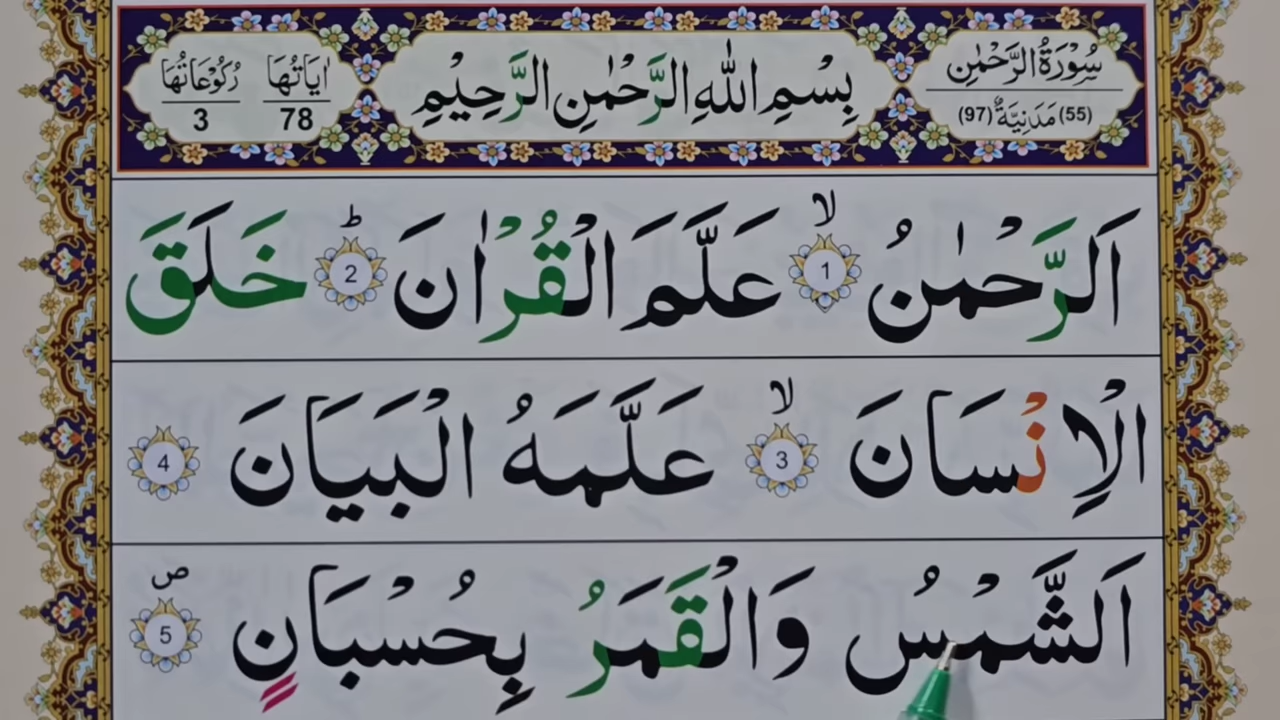 سُوْرَةُ الرَّحْمٰنِ
(55) مَدَنِيَّةٌ (97)
بِسْمِ اللّٰهِ الرَّحْمٰنِ الرَّحِيْمِ
اٰيَاتُهَا 78
رُكُوْعَاتُهَا 3
اَلرَّحْمٰنُ ۙ 1 عَلَّمَ الْقُرْاٰنَ ؕ 2 خَلَقَ
الْاِنْسَانَ ۙ 3 عَلَّمَهُ الْبَيَانَ 4
اَلشَّمْسُ وَالْقَمَرُ بِحُسْبَانٍ ۪ 5